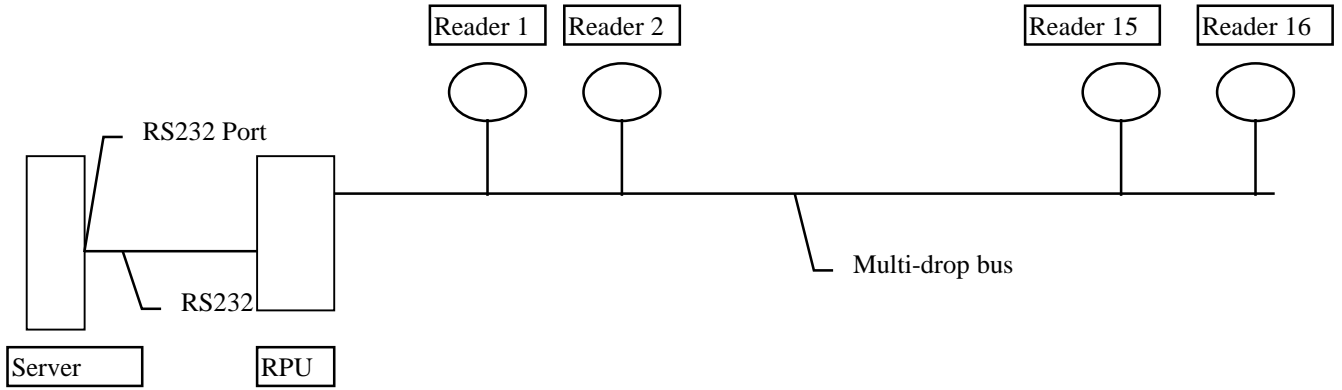 Reader 1
Reader 2
Reader 15
Reader 16
RS232 Port
Multi-drop bus
RS232
Server
RPU